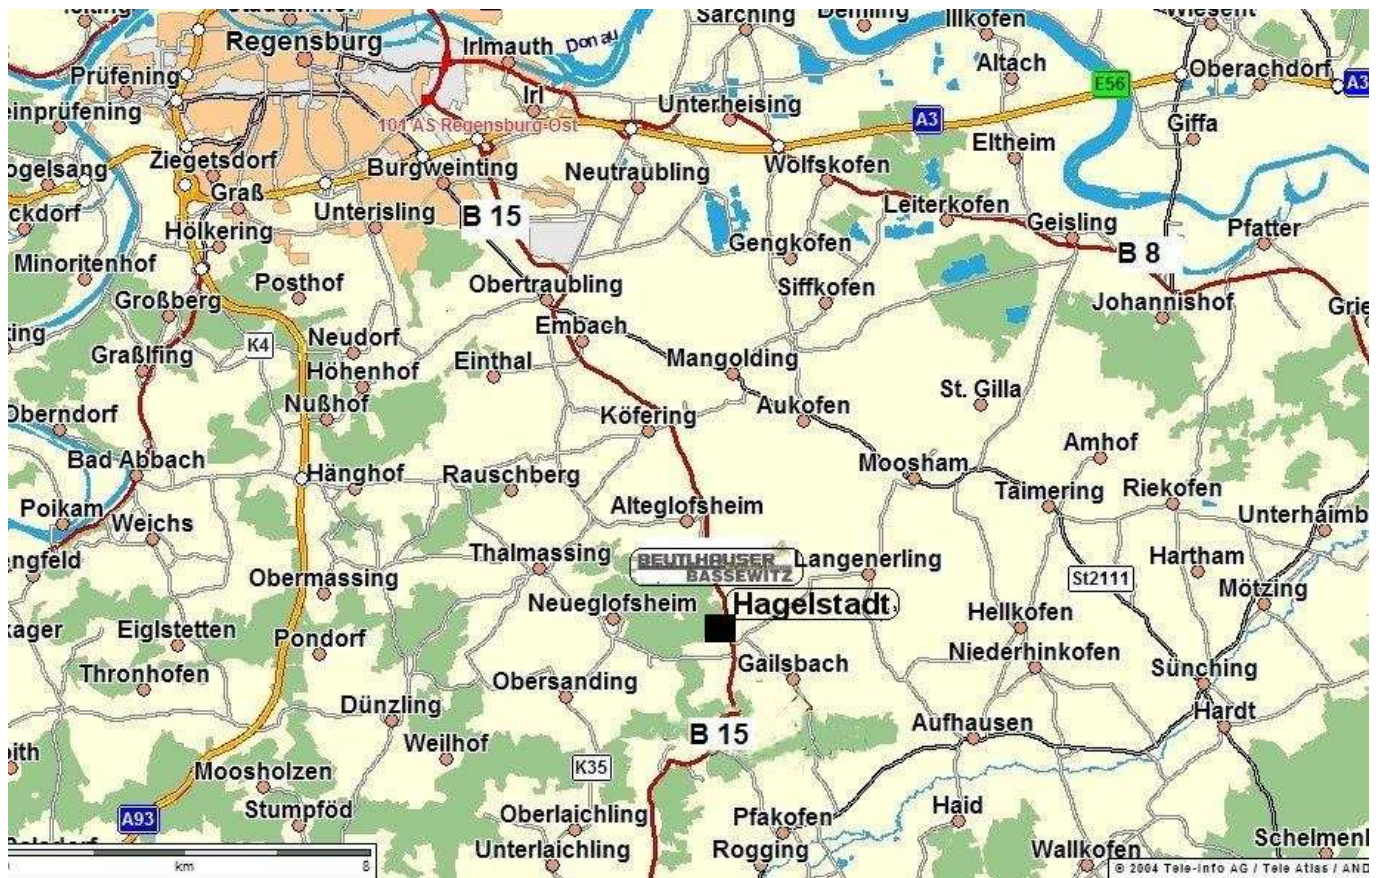 Sarching
Illkofen
Wiesent
Regensburg
Irlmauth
Donau
Altach
Oberachdorf
Prüfening
Irl
Unterheising
E56
A3
A3
einprüfening
101 AS Regensburg-Ost
Giffa
Ziegetsdorf
Burgweinting
Neutraubling
Wolfskofen
Eltheim
ogelsang
Graß
Unterisling
B 15
Leiterkofen
Geisling
Pfatter
ckdorf
Hölkering
Gengkofen
B 8
Minoritenhof
Posthof
Obertraubling
Siffkofen
Johannishof
Großberg
Grie
ting
Neudorf
Embach
K4
Graßlfing
Höhenhof
Einthal
Mangolding
St. Gilla
Oberndorf
Nußhof
Köfering
Aukofen
Amhof
Bad Abbach
Hänghof
Rauschberg
Moosham
Poikam
Weichs
Alteglofsheim
Taimering
Riekofen
Unterhaimb
engfeld
Thalmassing
BEUTLHAUSER
BASSEWITZ
Langenerling
Hartham
Obermassing
St2111
Mötzing
Neueglofsheim
Hagelstadt
Hellkofen
kager
Eiglstetten
Pondorf
Gailsbach
Niederhinkofen
Sünching
Thronhofen
Obersanding
Dünzling
B 15
Aufhausen
Hardt
oith
Weilhof
Moosholzen
K35
A93
Stumpföd
Oberlaichling
Pfakofen
Haid
Unterlaichling
Rogging
Wallkofen
Schelmenl
km
8
© 2004 Tele-Info AG / Tele Atlas / AND